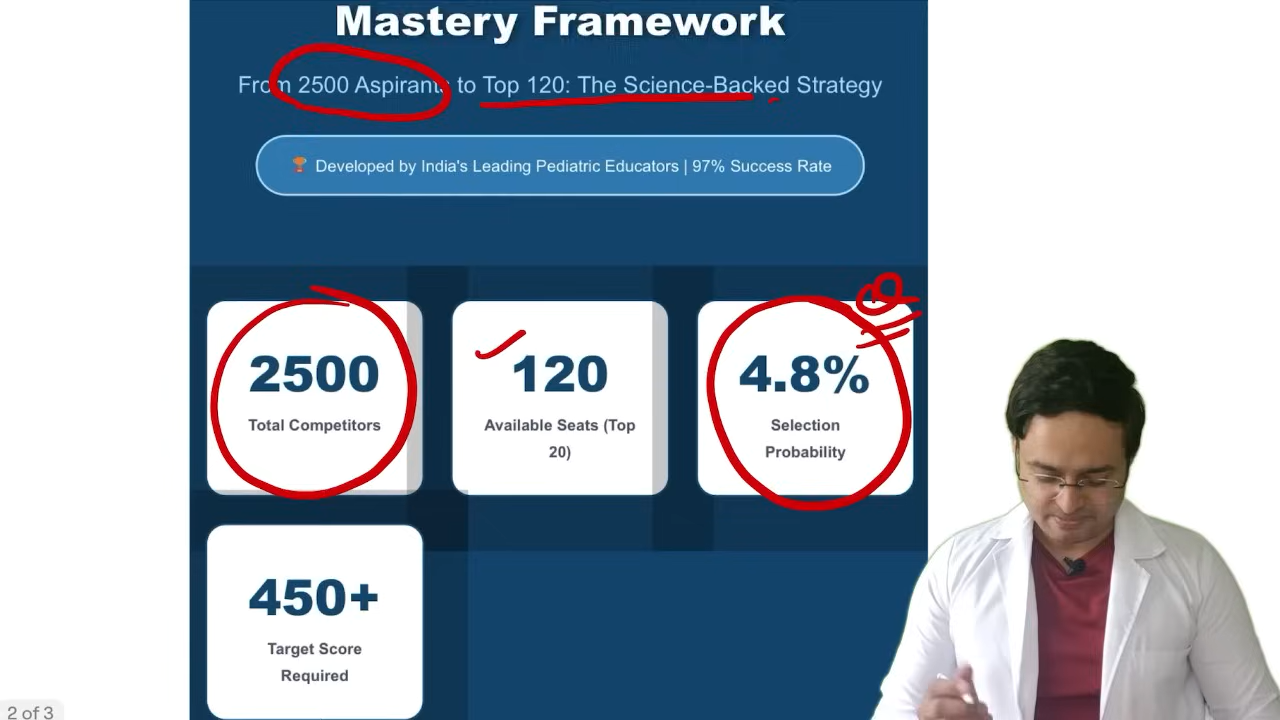 Mastery Framework
From 2500 Aspirants to Top 120: The Science-Backed Strategy
🏆 Developed by India's Leading Pediatric Educators | 97% Success Rate
2500
Total Competitors
120
Available Seats (Top
20)
4.8%
Selection
Probability
450+
Target Score
Required
2 of 3